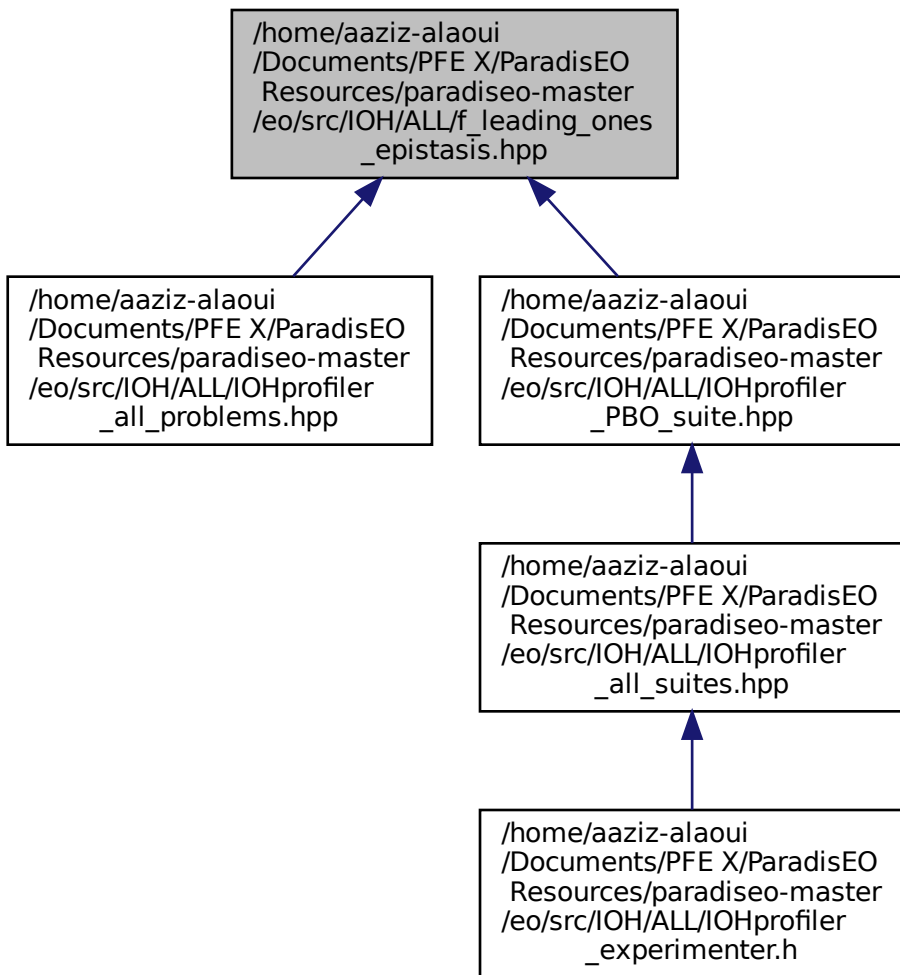 /home/aaziz-alaoui
/Documents/PFE X/ParadisEO
Resources/paradiseo-master
/eo/src/IOH/ALL/f_leading_ones
_epistasis.hpp
/home/aaziz-alaoui
/Documents/PFE X/ParadisEO
Resources/paradiseo-master
/eo/src/IOH/ALL/IOHprofiler
_all_problems.hpp
/home/aaziz-alaoui
/Documents/PFE X/ParadisEO
Resources/paradiseo-master
/eo/src/IOH/ALL/IOHprofiler
_PBO_suite.hpp
/home/aaziz-alaoui
/Documents/PFE X/ParadisEO
Resources/paradiseo-master
/eo/src/IOH/ALL/IOHprofiler
_all_suites.hpp
/home/aaziz-alaoui
/Documents/PFE X/ParadisEO
Resources/paradiseo-master
/eo/src/IOH/ALL/IOHprofiler
_experimenter.h